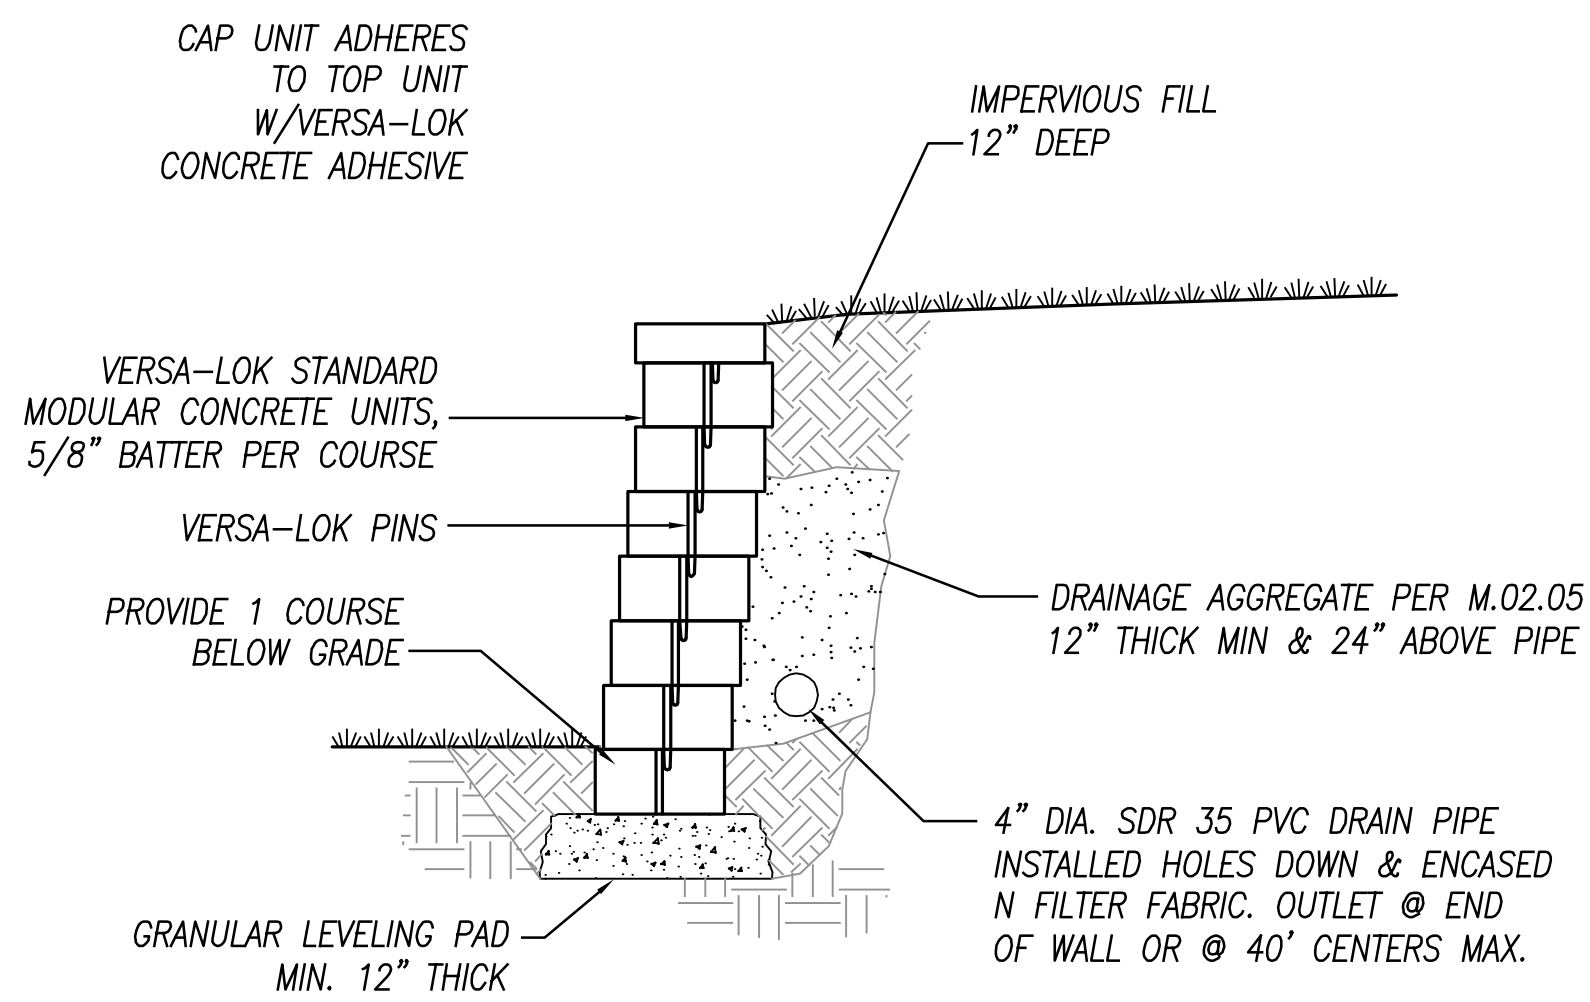 CAP UNIT ADHERES
TO TOP UNIT
W/VERSA-LOK
CONCRETE ADHESIVE
IMPERVIOUS FILL
12" DEEP
VERSA-LOK STANDARD
MODULAR CONCRETE UNITS,
5/8" BATTER PER COURSE
VERSA-LOK PINS
PROVIDE 1 COURSE
BELOW GRADE
DRAINAGE AGGREGATE PER M.02.05
12" THICK MIN & 24" ABOVE PIPE
4" DIA. SDR 35 PVC DRAIN PIPE
INSTALLED HOLES DOWN & ENCASED
N FILTER FABRIC. OUTLET @ END
OF WALL OR @ 40' CENTERS MAX.
GRANULAR LEVELING PAD
MIN. 12" THICK